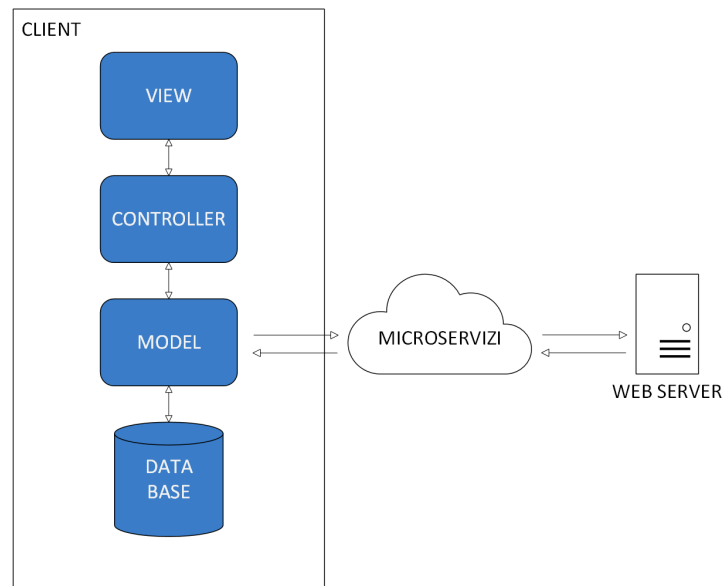 CLIENT
VIEW
CONTROLLER
MODEL
MICROSERVIZI
WEB SERVER
DATA
BASE